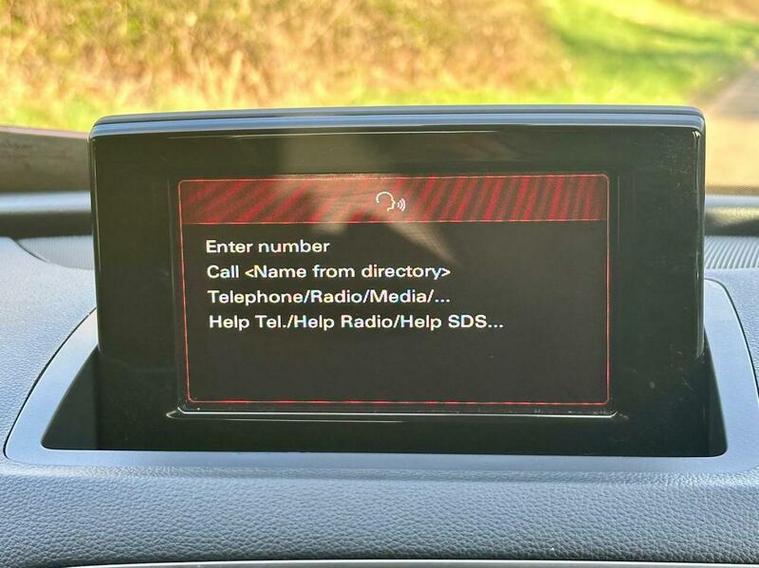 Enter number
Call <Name from directory>
Telephone/Radio/Media/...
Help Tel./Help Radio/Help SDS...